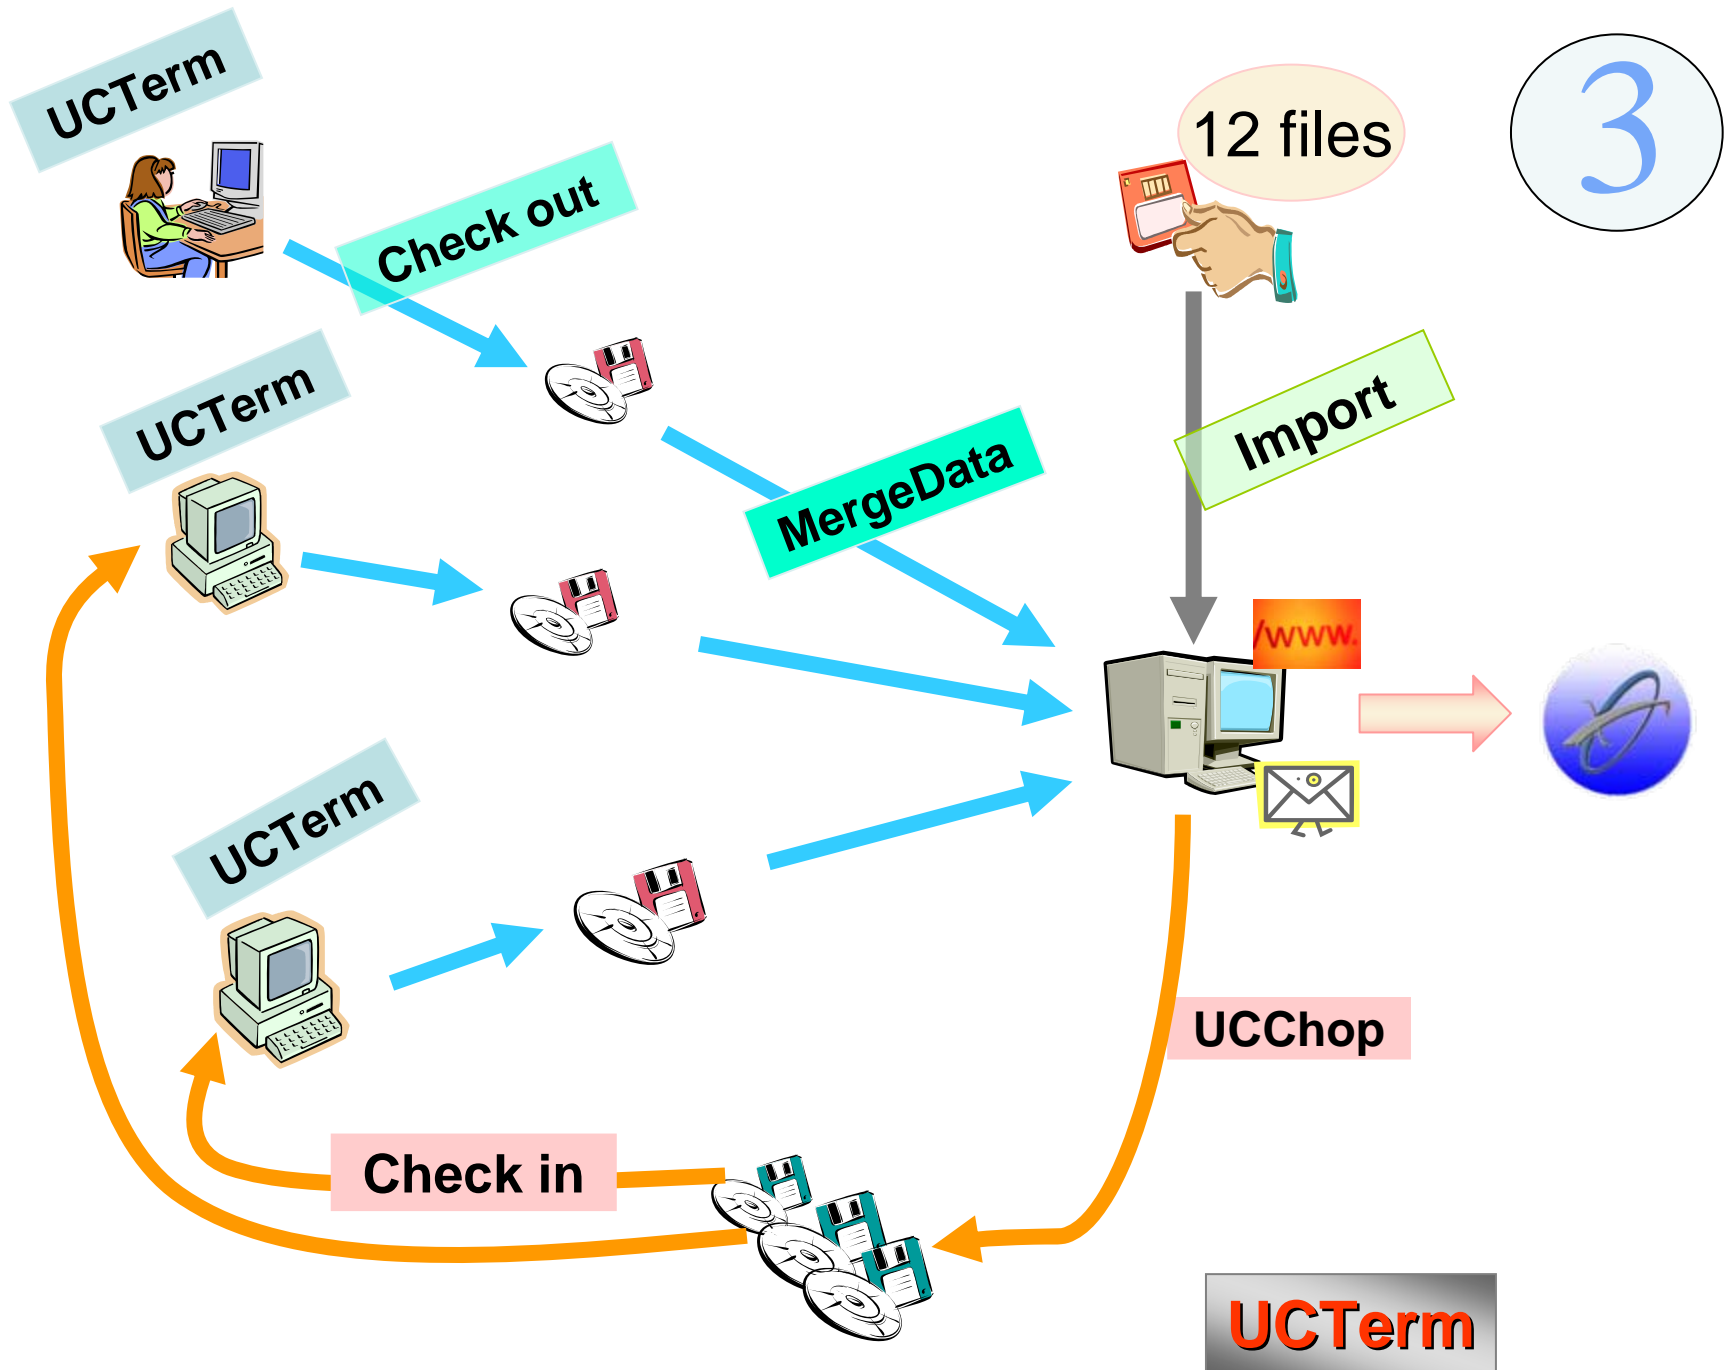 UCTerm
12 files
3
Check out
UCTerm
Import
MergeData
/www.
UCTerm
UCChop
Check in
UCTerm